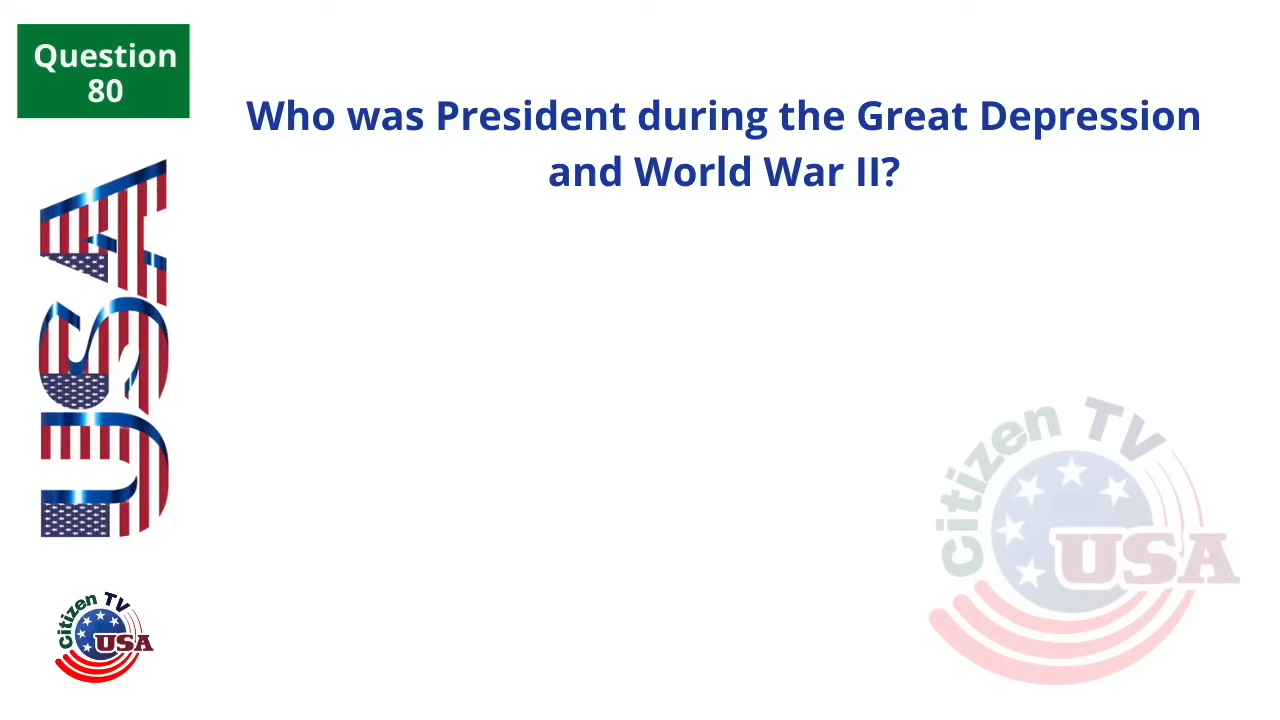 Question
80
Who was President during the Great Depression
and World War II?
USA
Citizen TV
USA
Citizen TV
USA